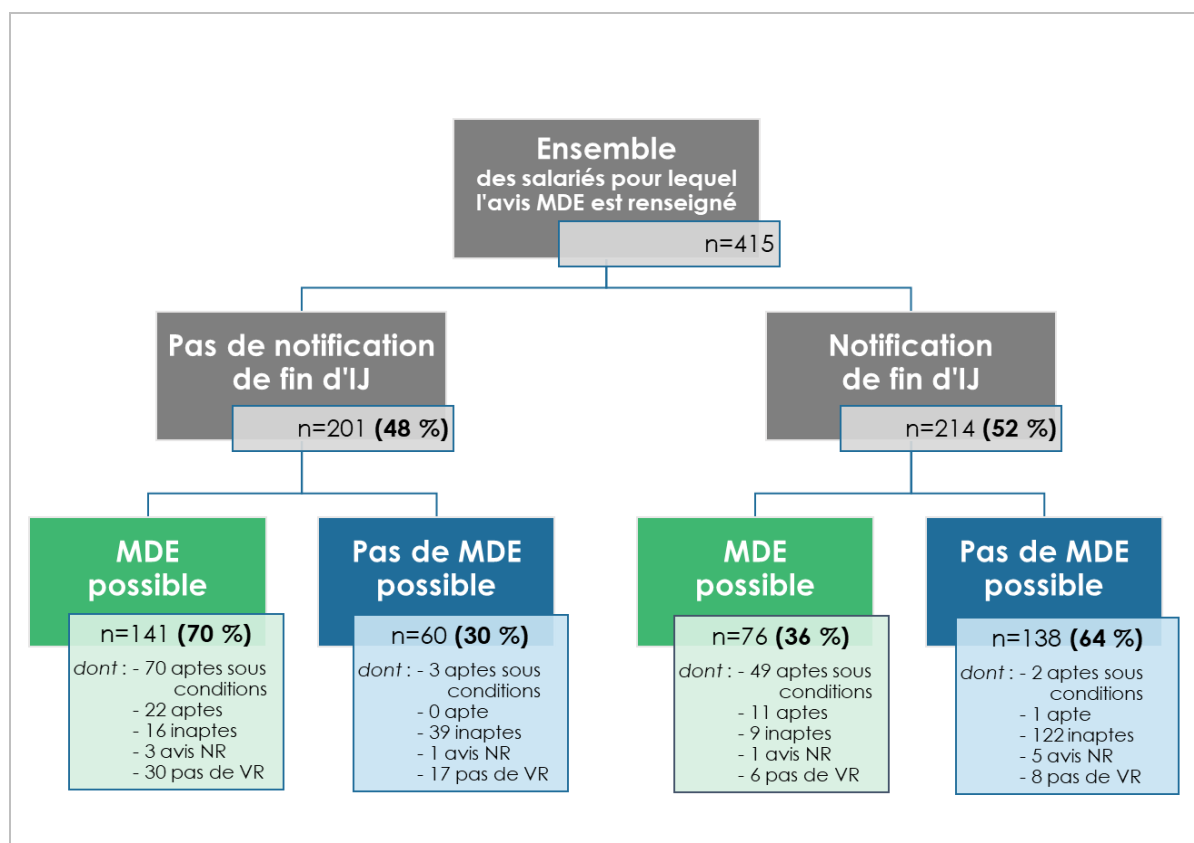 Ensemble
des salariés pour lequel
l'avis MDE est renseigné
n=415
Pas de notification
de fin d'IJ
n=201 (48 %)
Notification
de fin d'IJ
n=214 (52 %)
MDE
possible
n=141 (70 %)
dont : - 70 aptes sous
conditions
- 22 aptes
- 16 inaptes
- 3 avis NR
- 30 pas de VR
Pas de MDE
possible
n=60 (30 %)
dont : - 3 aptes sous
conditions
- 0 apte
- 39 inaptes
- 1 avis NR
- 17 pas de VR
MDE
possible
n=76 (36 %)
dont : - 49 aptes sous
conditions
- 11 aptes
- 9 inaptes
- 1 avis NR
- 6 pas de VR
Pas de MDE
possible
n=138 (64 %)
dont : - 2 aptes sous
conditions
- 1 apte
- 122 inaptes
- 5 avis NR
- 8 pas de VR